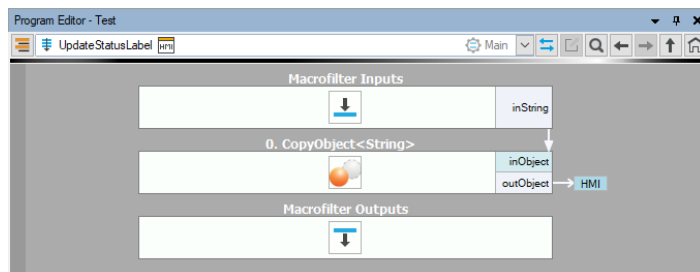 Program Editor - Test
UpdateStatusLabel HMI
Main
Macrofilter Inputs
inString
0. CopyObject<String>
inObject
outObject
HMI
Macrofilter Outputs